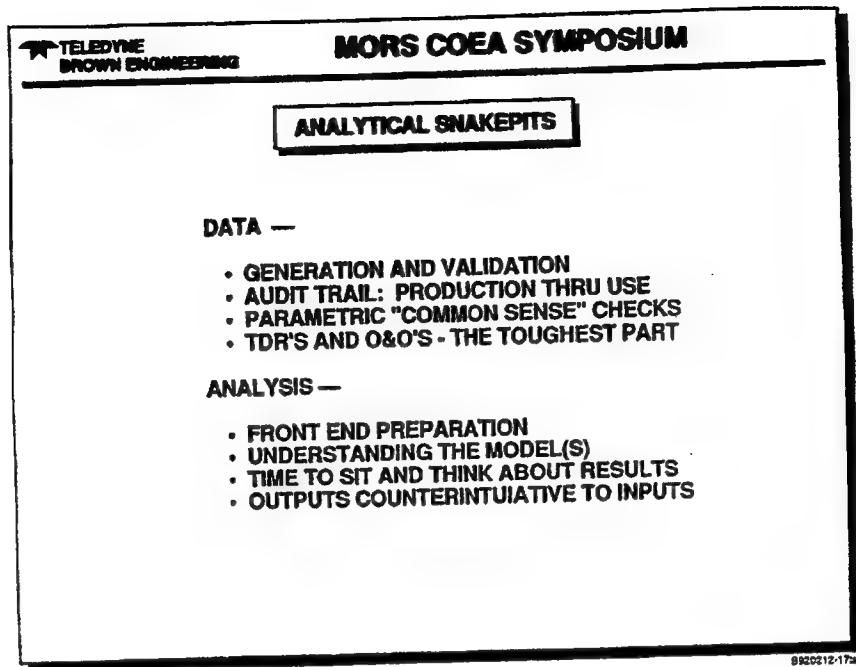 TELEDYNE
BROWN ENGINEERING
MORS COEA SYMPOSIUM
ANALYTICAL SNAKEPITS
DATA —
• GENERATION AND VALIDATION
• AUDIT TRAIL: PRODUCTION THRU USE
• PARAMETRIC "COMMON SENSE" CHECKS
• TDR'S AND O&O'S - THE TOUGHEST PART
ANALYSIS —
• FRONT END PREPARATION
• UNDERSTANDING THE MODEL(S)
• TIME TO SIT AND THINK ABOUT RESULTS
• OUTPUTS COUNTERINTUIATIVE TO INPUTS